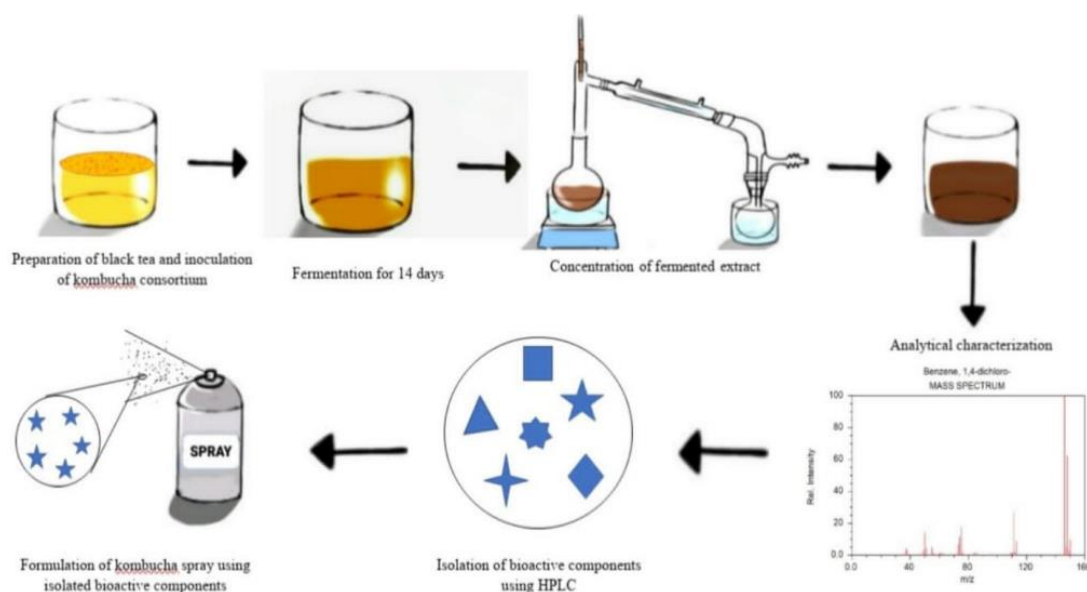 Preparation of black tea and inoculation
of kombucha consortium
Fermentation for 14 days
Concentration of fermented extract
Analytical characterization
Benzene, 1,4-dichloro-
MASS SPECTRUM
Rel. Intensity
100
80
60
40
20
0.0
0.0
40
80
120
160
m/z
Isolation of bioactive components
using HPLC
SPRAY
Formulation of kombucha spray using
isolated bioactive components